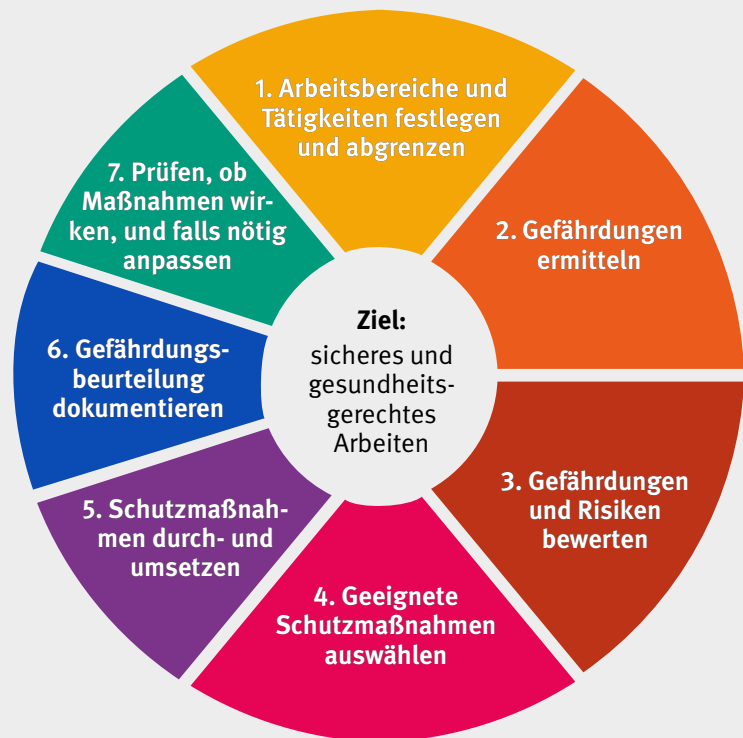 1. Arbeitsbereiche und
Tätigkeiten festlegen
und abgrenzen
2. Gefährdungen
ermitteln
3. Gefährdungen
und Risiken
bewerten
4. Geeignete
Schutzmaßnahmen
auswählen
5. Schutzmaßnah-
men durch- und
umsetzen
6. Gefährdungs-
beurteilung
dokumentieren
7. Prüfen, ob
Maßnahmen wir-
ken, und falls nötig
anpassen
Ziel:
sicheres und
gesundheits-
gerechtes
Arbeiten